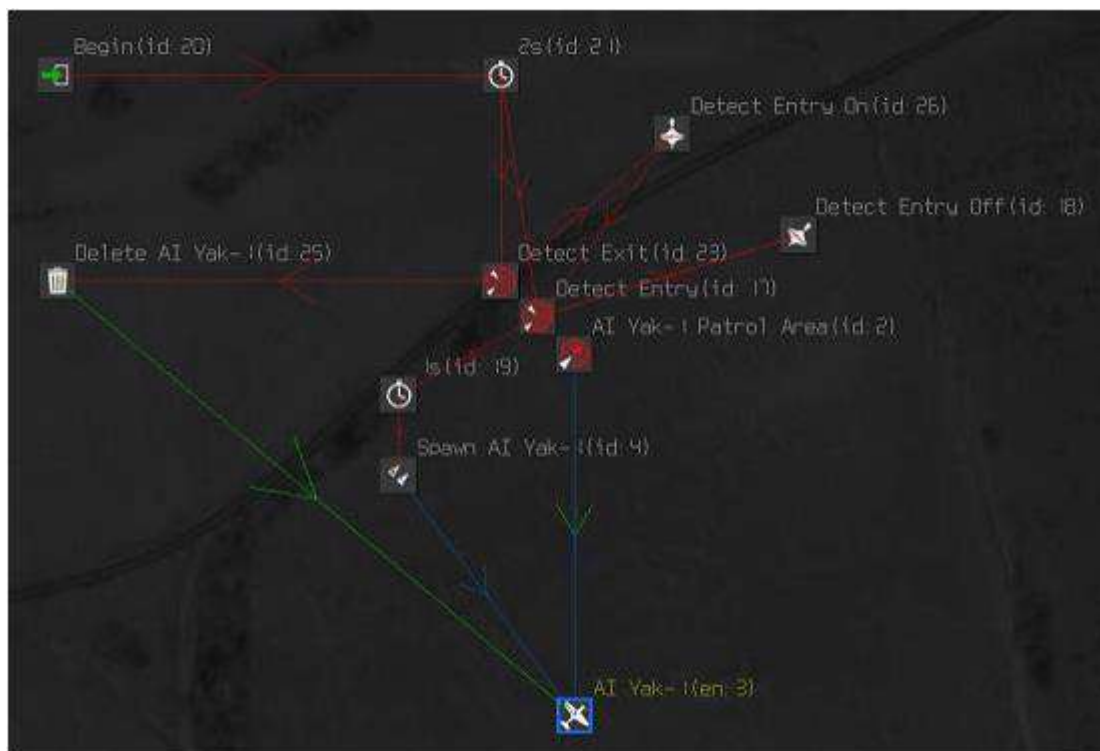 Begin(id 20)
2s(id 21)
Detect Entry On(id 26)
Detect Entry Off(id 18)
Delete AI Yak-1(id 25)
Detect Exit(id 23)
Detect Entry(id 17)
AI Yak-1 Patrol Area(id 2)
1s(id 19)
Spawn AI Yak-1(id 4)
AI Yak-1(en 3)